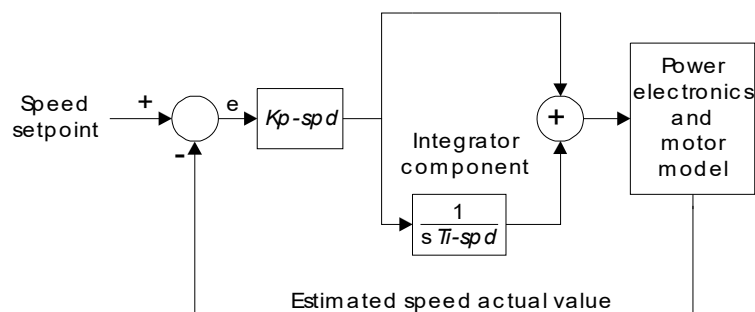 Speed
setpoint
+
-
e
Kp-spd
Integrator
component
1
s Ti-spd
+
Power
electronics
and
motor
model
Estimated speed actual value